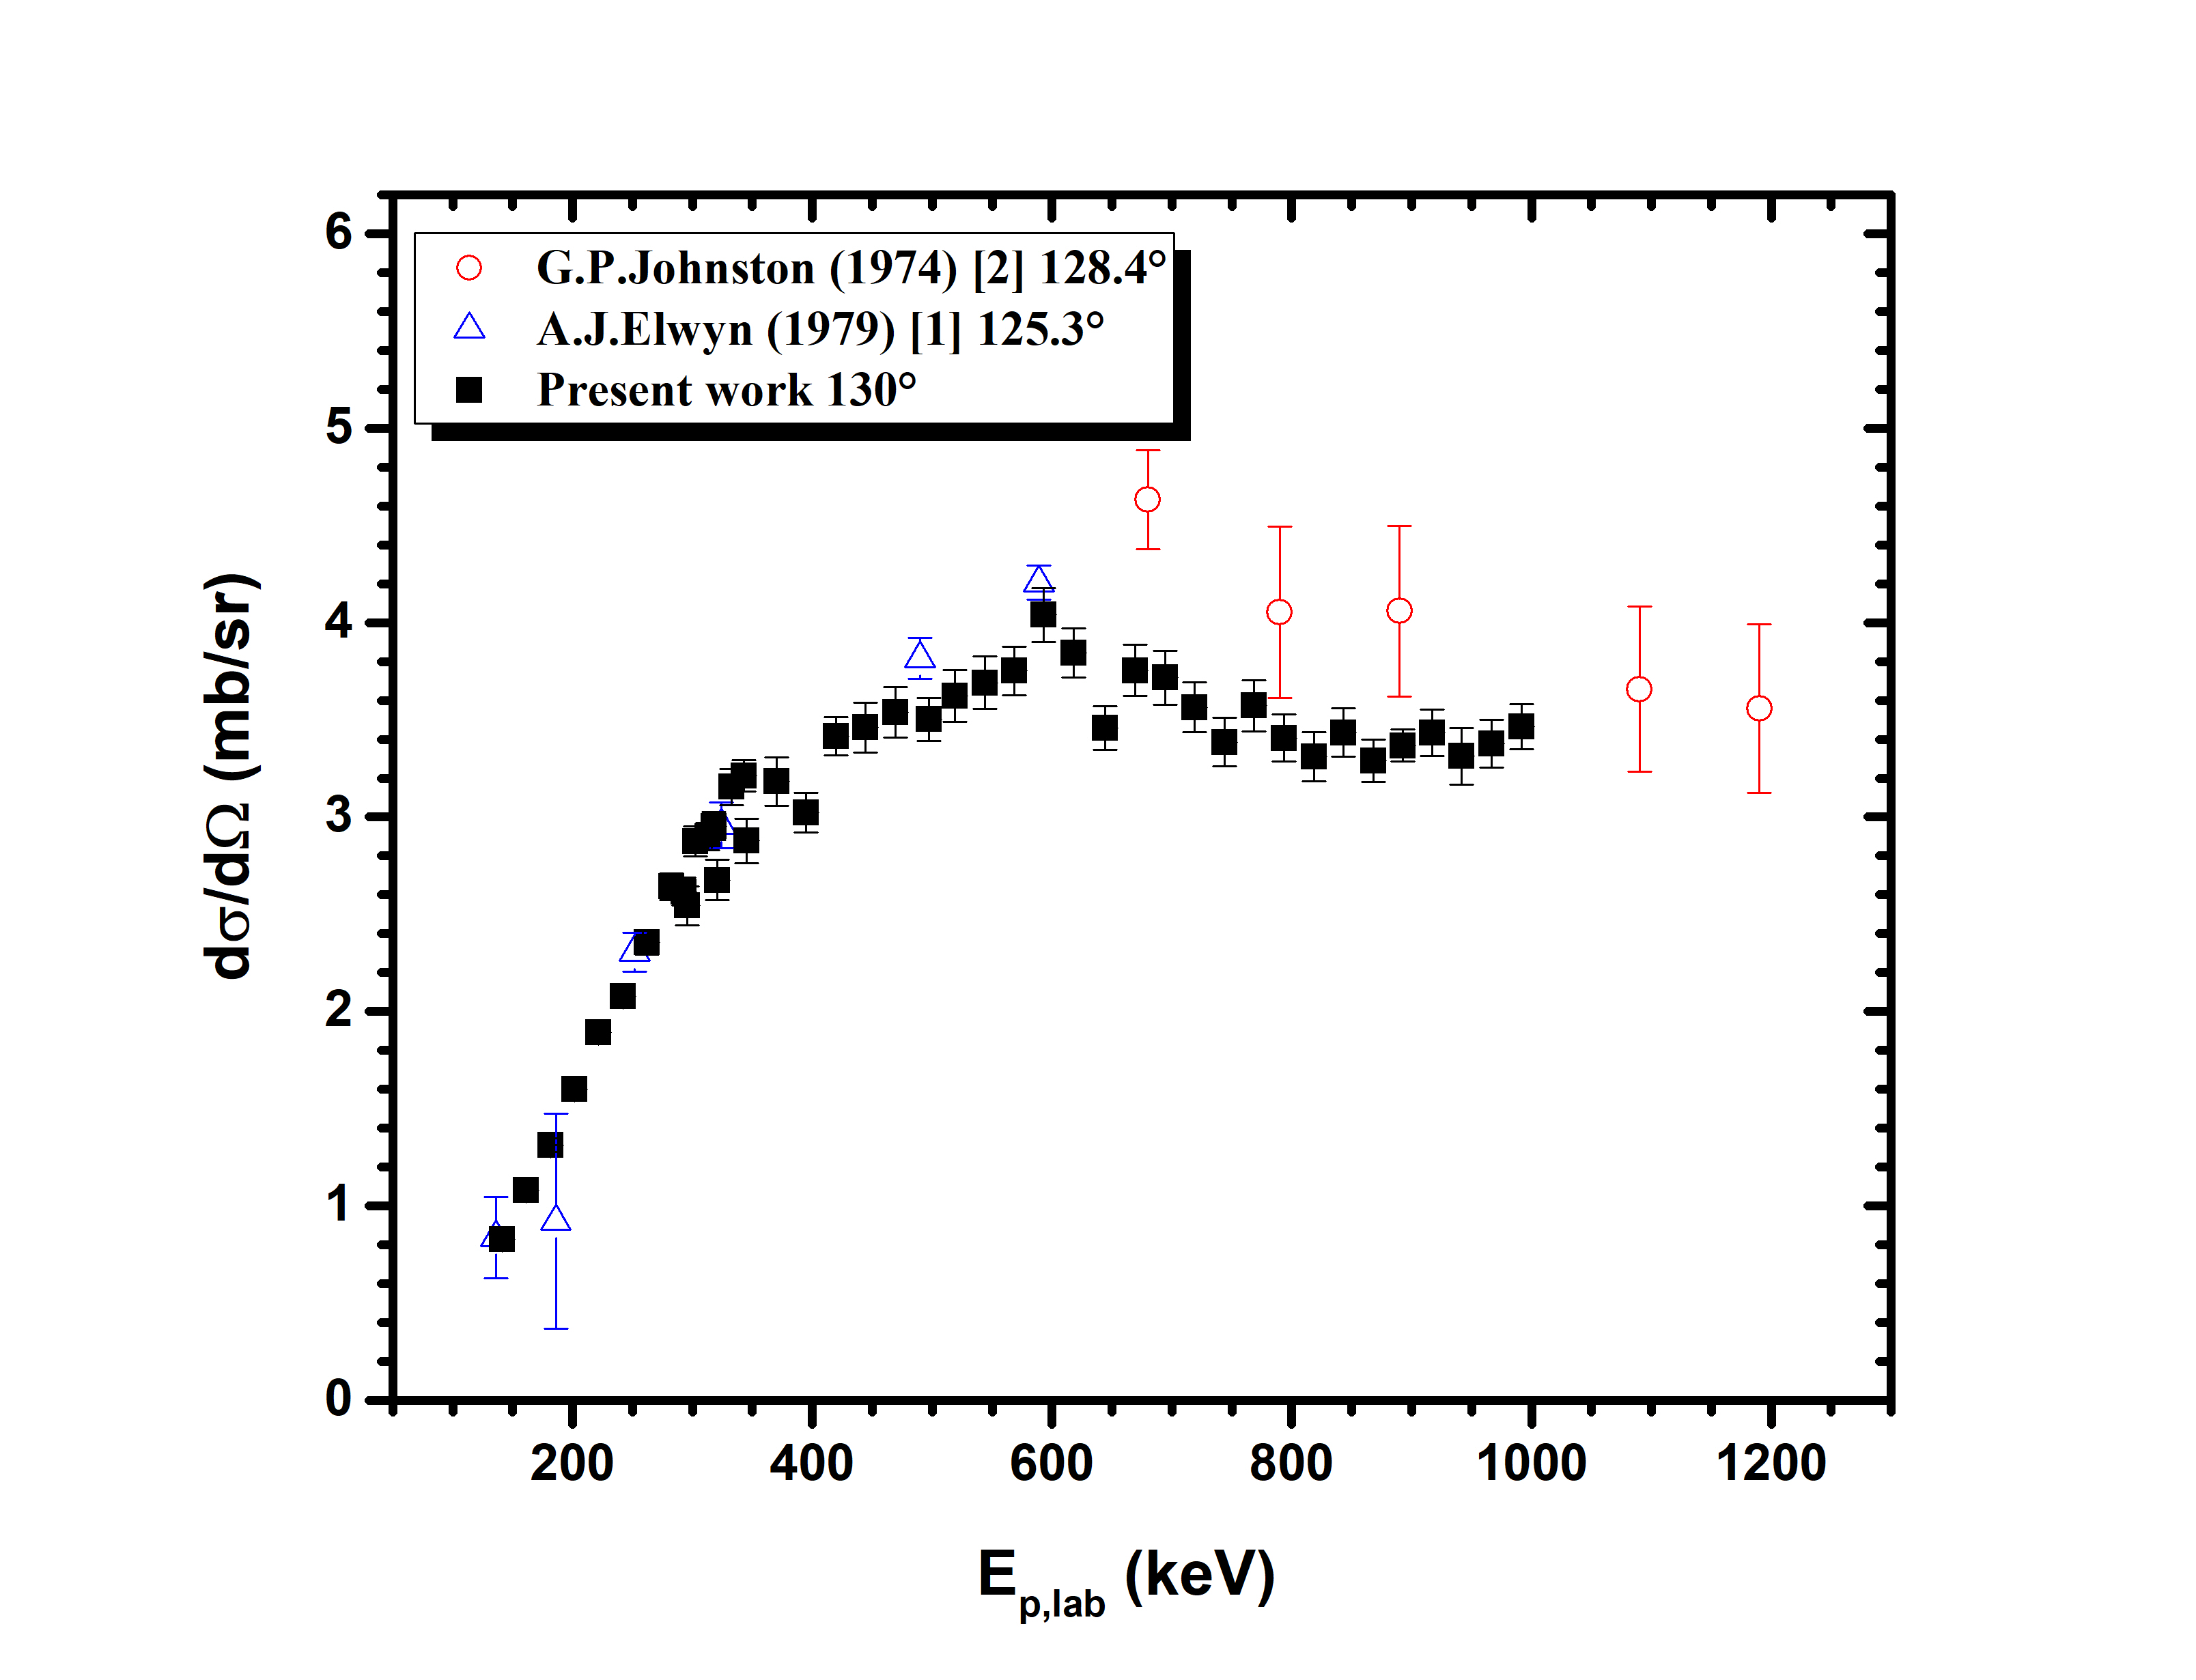 G.P.Johnston (1974) [2] 128.4°
A.J.Elwyn (1979) [1] 125.3°
Present work 130°
6
5
4
3
2
1
0
dσ/dΩ (mb/sr)
200 400 600 800 1000 1200
E_p,lab (keV)